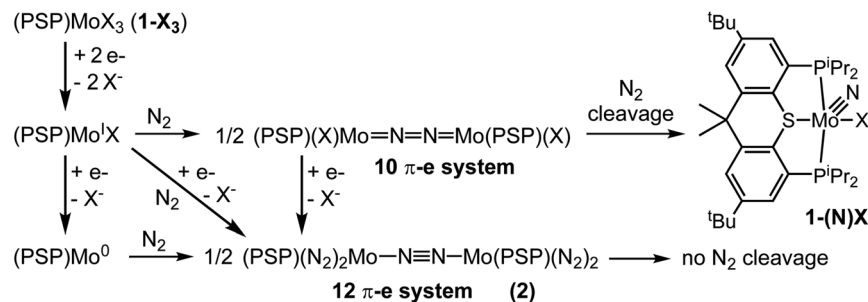 (PSP)MoX₃ (1-X₃)
+ 2 e-
- 2 X⁻
(PSP)MoᴵX
N₂
1/2 (PSP)(X)Mo=N=N=Mo(PSP)(X)
10 π-e system
N₂
cleavage
+ e-
- X⁻
+ e-
- X⁻
N₂
+ e-
- X⁻
(PSP)Mo⁰
N₂
1/2 (PSP)(N₂)₂Mo–N≡N–Mo(PSP)(N₂)₂
no N₂ cleavage
12 π-e system (2)
ᵗBu
PⁱPr₂
N
S
Mo
X
PⁱPr₂
ᵗBu
1-(N)X